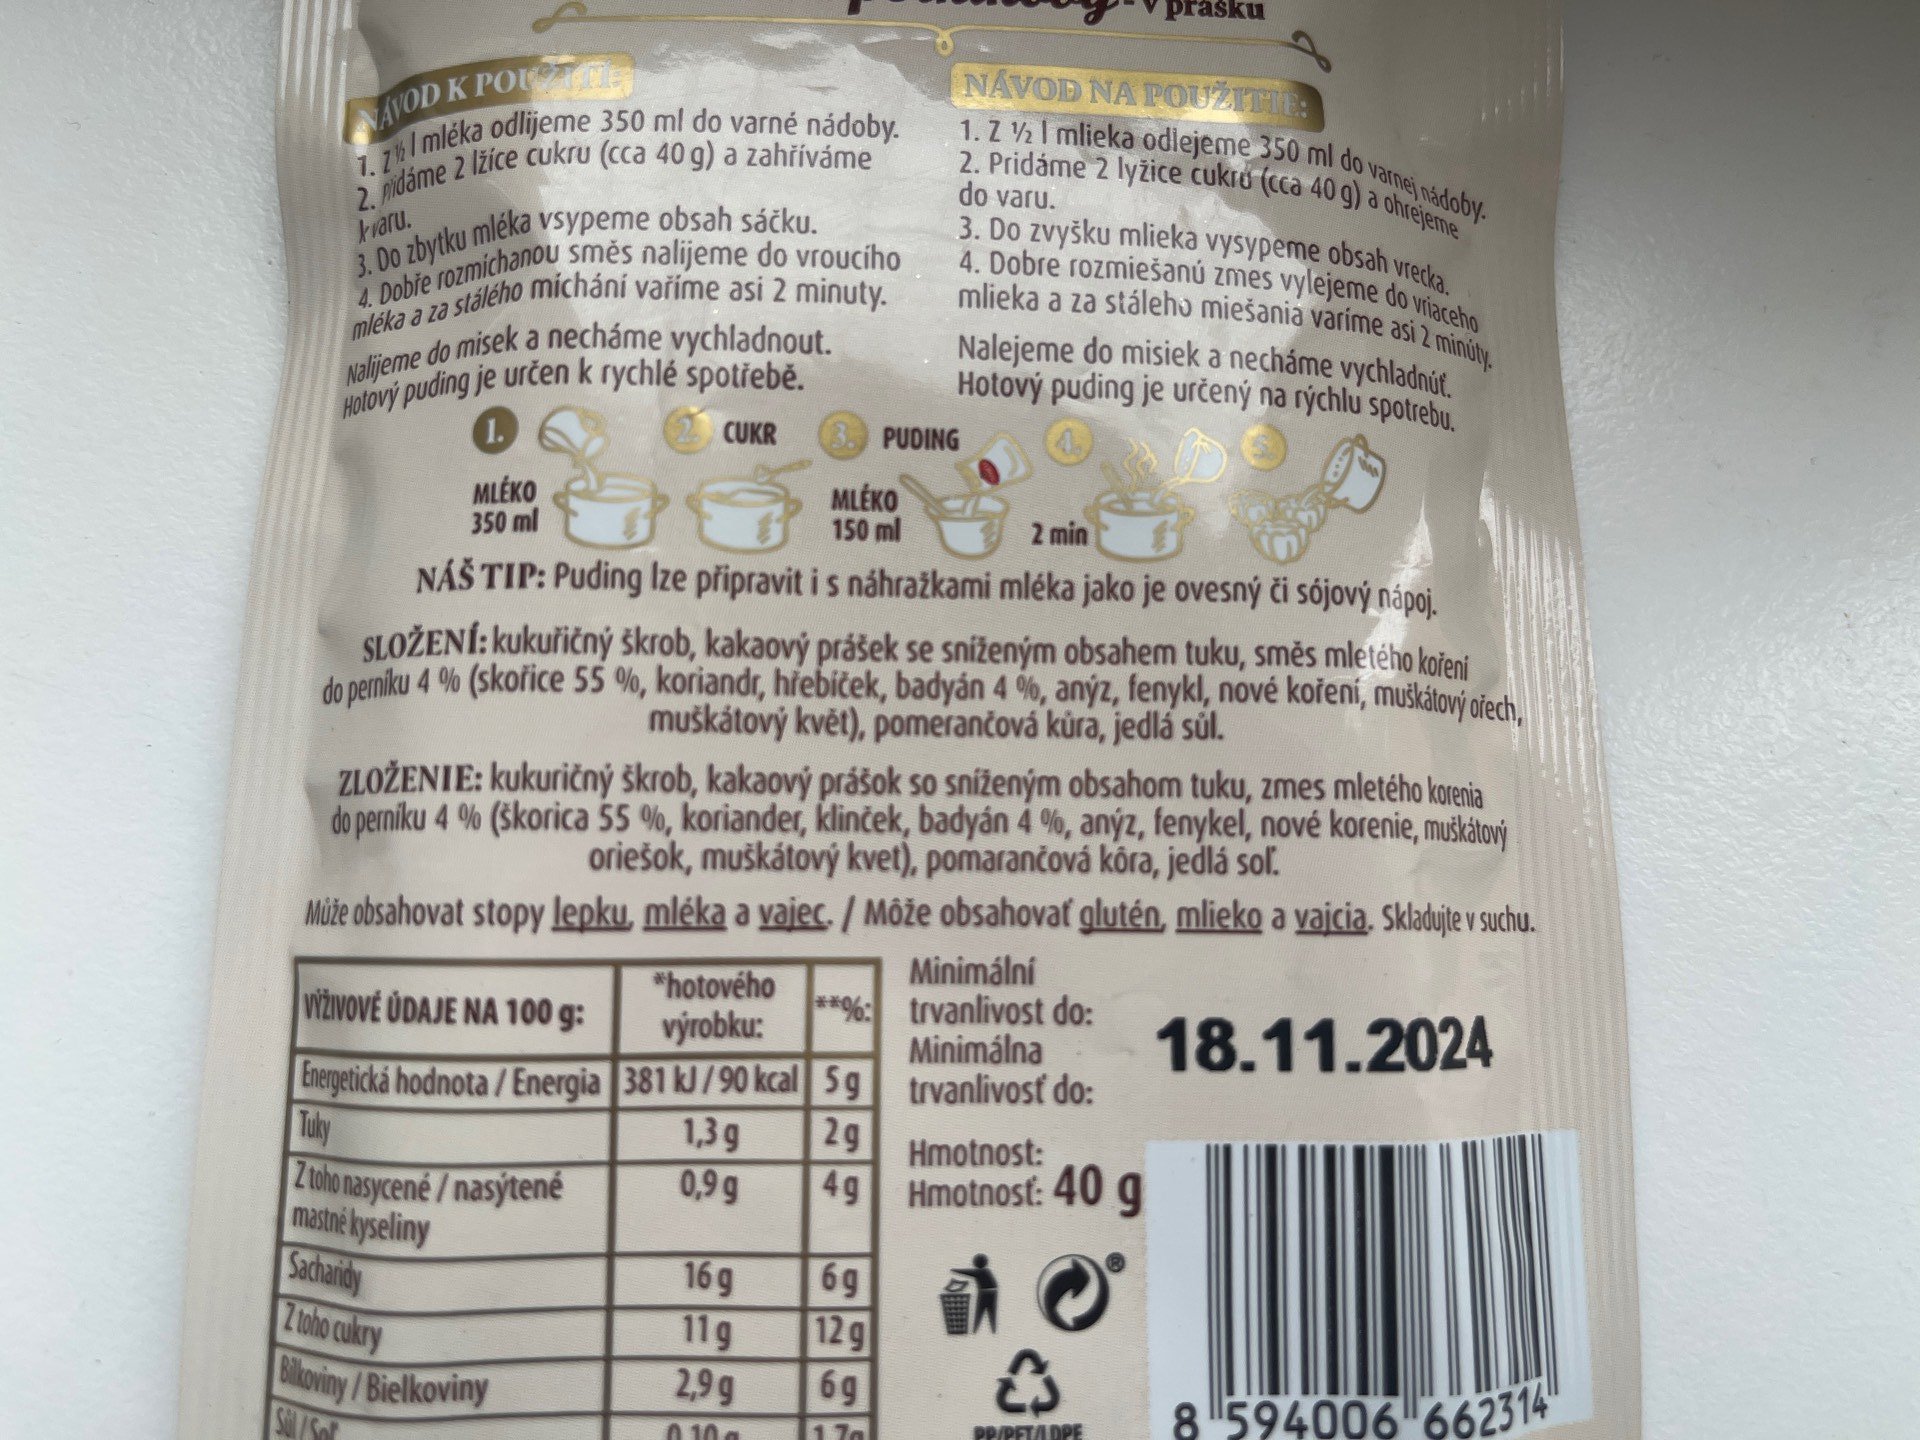 v prášku
NÁVOD K POUŽITÍ:
1. Z ½ l mléka odlijeme 350 ml do varné nádoby.
2. Přidáme 2 lžíce cukru (cca 40 g) a zahříváme
k varu.
3. Do zbytku mléka vsypeme obsah sáčku.
4. Dobře rozmíchanou směs nalijeme do vroucího
mléka a za stálého míchání vaříme asi 2 minuty.
Nalijeme do misek a necháme vychladnout.
Hotový puding je určen k rychlé spotřebě.
NÁVOD NA POUŽITIE:
1. Z ½ l mlieka odlejeme 350 ml do varnej nádoby.
2. Pridáme 2 lyžice cukru (cca 40 g) a ohrejeme
do varu.
3. Do zvyšku mlieka vysypeme obsah vrecka.
4. Dobre rozmiešanú zmes vylejeme do vriaceho
mlieka a za stáleho miešania varíme asi 2 minúty.
Nalejeme do misiek a necháme vychladnúť.
Hotový puding je určený na rýchlu spotrebu.
1.
MLÉKO
350 ml
2. CUKR
3. PUDING
MLÉKO
150 ml
4.
2 min
5.
NÁŠ TIP: Puding lze připravit i s náhražkami mléka jako je ovesný či sójový nápoj.
SLOŽENÍ: kukuřičný škrob, kakaový prášek se sníženým obsahem tuku, směs mletého koření
do perníku 4 % (skořice 55 %, koriandr, hřebíček, badyán 4 %, anýz, fenykl, nové koření, muškátový ořech,
muškátový květ), pomerančová kůra, jedlá sůl.
ZLOŽENIE: kukuričný škrob, kakaový prášok so sníženým obsahom tuku, zmes mletého korenia
do perníku 4 % (škorica 55 %, koriander, klinček, badyán 4 %, anýz, fenykel, nové korenie, muškátový
oriešok, muškátový kvet), pomarančová kôra, jedlá soľ.
Může obsahovat stopy lepku, mléka a vajec. / Môže obsahovať glutén, mlieko a vajcia. Skladujte v suchu.
VÝŽIVOVÉ ÚDAJE NA 100 g: *hotového výrobku: **%:
Energetická hodnota / Energia 381 kJ / 90 kcal 5 g
Tuky 1,3 g 2 g
Z toho nasycené / nasýtené
mastné kyseliny 0,9 g 4 g
Sacharidy 16 g 6 g
Z toho cukry 11 g 12 g
Bílkoviny / Bielkoviny 2,9 g 6 g
Sůl / Soľ 0,10 g 1,7g
Minimální
trvanlivost do:
Minimálna
trvanlivosť do:
18.11.2024
Hmotnost:
Hmotnosť: 40 g
PP/PET/LDPE
8 594006 662314